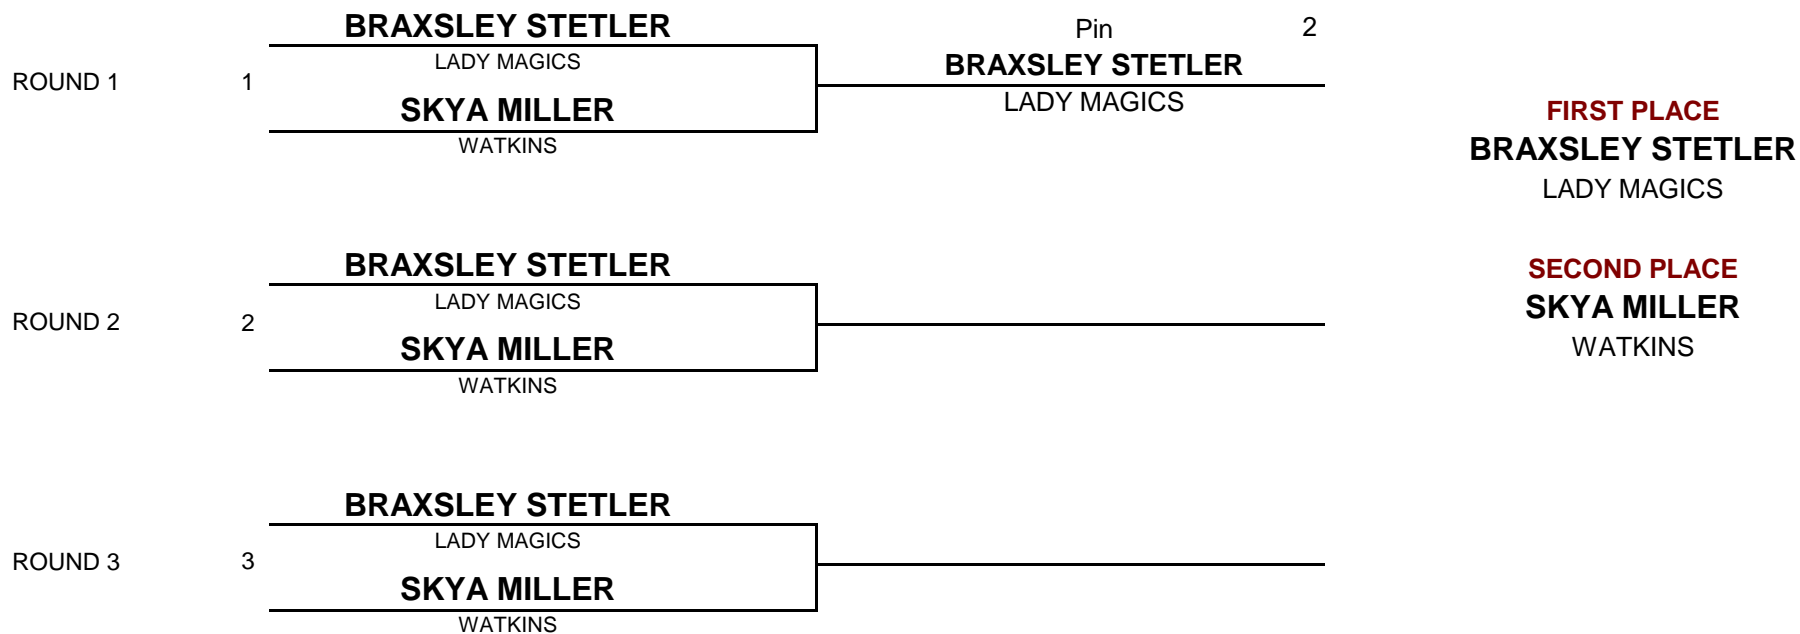 BRAXSLEY STETLER
LADY MAGICS
ROUND 1 1
SKYA MILLER
WATKINS
Pin 2
BRAXSLEY STETLER
LADY MAGICS
BRAXSLEY STETLER
LADY MAGICS
ROUND 2 2
SKYA MILLER
WATKINS
BRAXSLEY STETLER
LADY MAGICS
ROUND 3 3
SKYA MILLER
WATKINS
FIRST PLACE
BRAXSLEY STETLER
LADY MAGICS
SECOND PLACE
SKYA MILLER
WATKINS